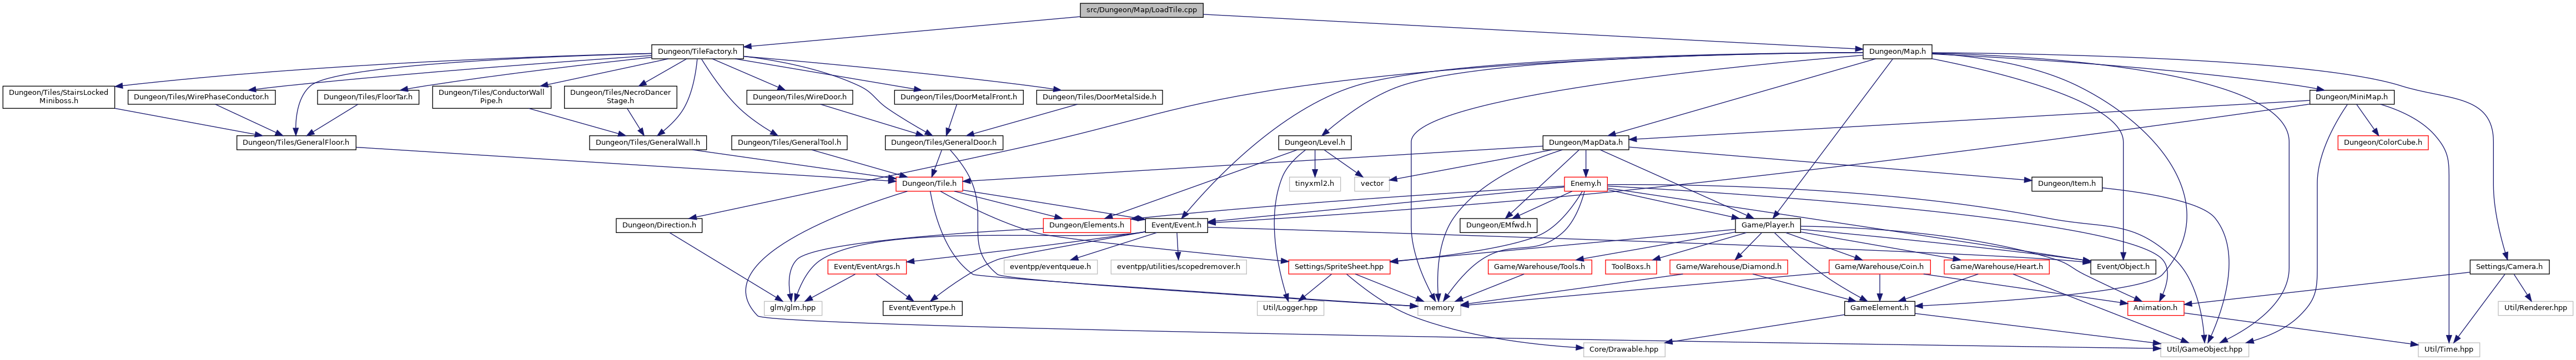 src/Dungeon/Map/LoadTile.cpp
Dungeon/TileFactory.h
Dungeon/Map.h
Dungeon/Tiles/StairsLocked
Miniboss.h
Dungeon/Tiles/WirePhaseConductor.h
Dungeon/Tiles/FloorTar.h
Dungeon/Tiles/ConductorWall
Pipe.h
Dungeon/Tiles/NecroDancer
Stage.h
Dungeon/Tiles/WireDoor.h
Dungeon/Tiles/DoorMetalFront.h
Dungeon/Tiles/DoorMetalSide.h
Dungeon/MiniMap.h
Dungeon/Tiles/GeneralFloor.h
Dungeon/Tiles/GeneralWall.h
Dungeon/Tiles/GeneralTool.h
Dungeon/Tiles/GeneralDoor.h
Dungeon/Level.h
Dungeon/MapData.h
Dungeon/ColorCube.h
Dungeon/Tile.h
tinyxml2.h
vector
Enemy.h
Dungeon/Item.h
Dungeon/Direction.h
Dungeon/Elements.h
Event/Event.h
Dungeon/EMfwd.h
Game/Player.h
Event/EventArgs.h
eventpp/eventqueue.h
eventpp/utilities/scopedremover.h
Settings/SpriteSheet.hpp
Game/Warehouse/Tools.h
ToolBoxs.h
Game/Warehouse/Diamond.h
Game/Warehouse/Coin.h
Game/Warehouse/Heart.h
Event/Object.h
Settings/Camera.h
glm/glm.hpp
Event/EventType.h
Util/Logger.hpp
memory
GameElement.h
Animation.h
Util/Renderer.hpp
Core/Drawable.hpp
Util/GameObject.hpp
Util/Time.hpp